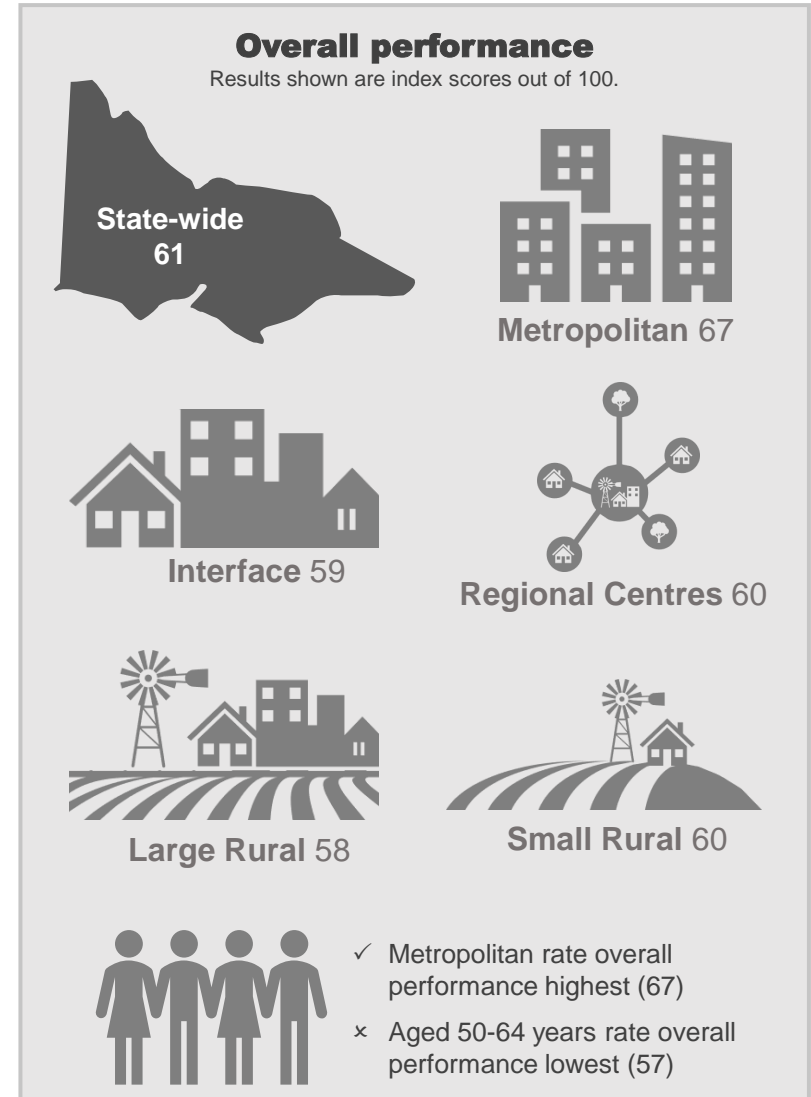 Overall performance
Results shown are index scores out of 100.
State-wide
61
Metropolitan 67
Interface 59
Regional Centres 60
Large Rural 58
Small Rural 60
✓ Metropolitan rate overall
performance highest (67)
× Aged 50-64 years rate overall
performance lowest (57)